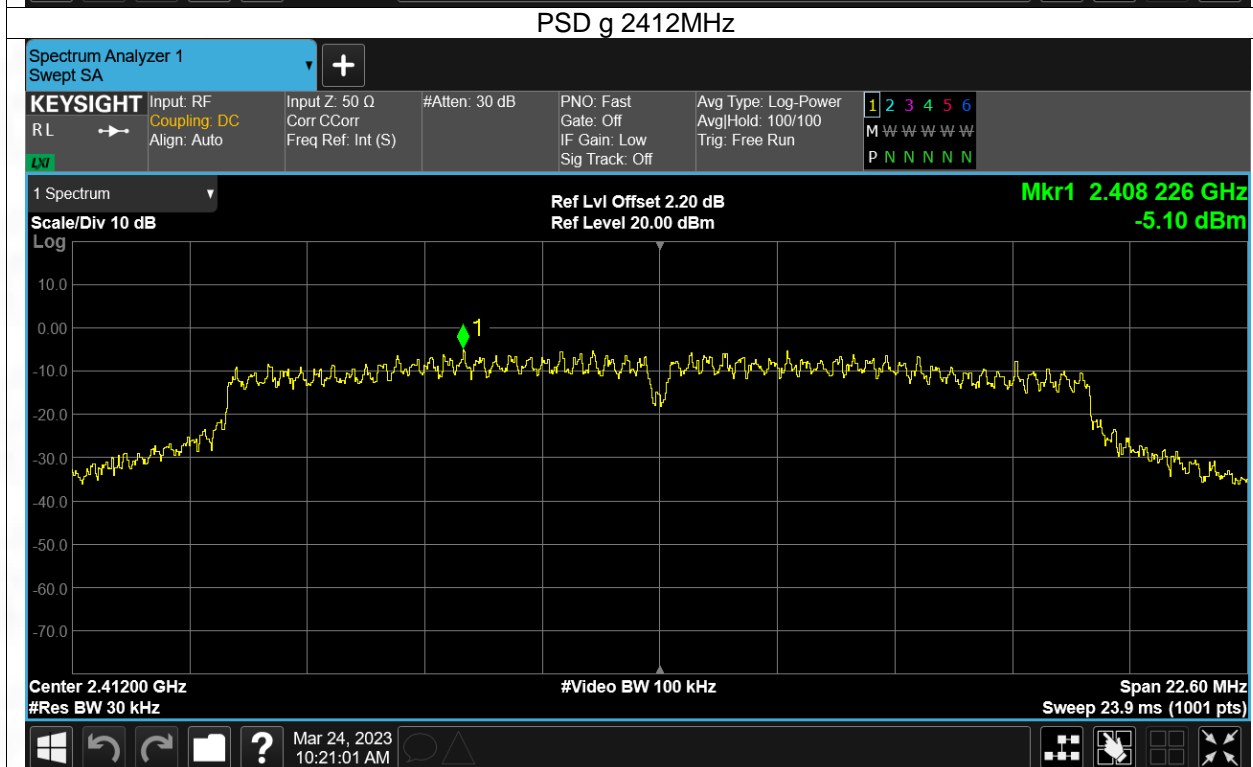 PSD g 2412MHz
Spectrum Analyzer 1
Swept SA
KEYSIGHT
RL
LXI
Input: RF
Coupling: DC
Align: Auto
Input Z: 50 Ω
Corr CCorr
Freq Ref: Int (S)
#Atten: 30 dB
PNO: Fast
Gate: Off
IF Gain: Low
Sig Track: Off
Avg Type: Log-Power
Avg|Hold: 100/100
Trig: Free Run
1 2 3 4 5 6
M W W W W W
P N N N N N
1 Spectrum
Scale/Div 10 dB
Ref Lvl Offset 2.20 dB
Ref Level 20.00 dBm
Mkr1 2.408 226 GHz
-5.10 dBm
Log
10.0
0.00
1
-10.0
-20.0
-30.0
-40.0
-50.0
-60.0
-70.0
Center 2.41200 GHz
#Res BW 30 kHz
#Video BW 100 kHz
Span 22.60 MHz
Sweep 23.9 ms (1001 pts)
?
Mar 24, 2023
10:21:01 AM